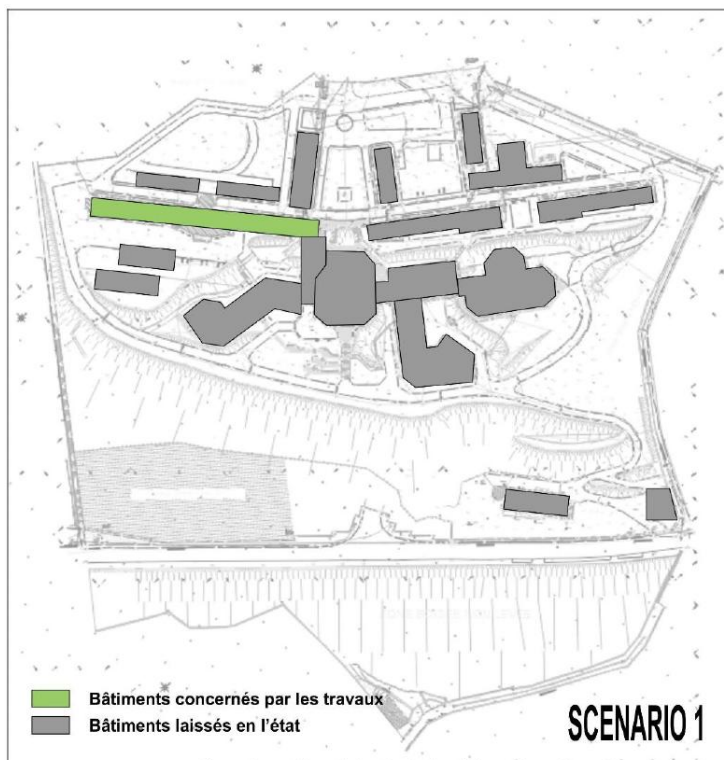 Bâtiments concernés par les travaux
Bâtiments laissés en l'état
SCENARIO 1